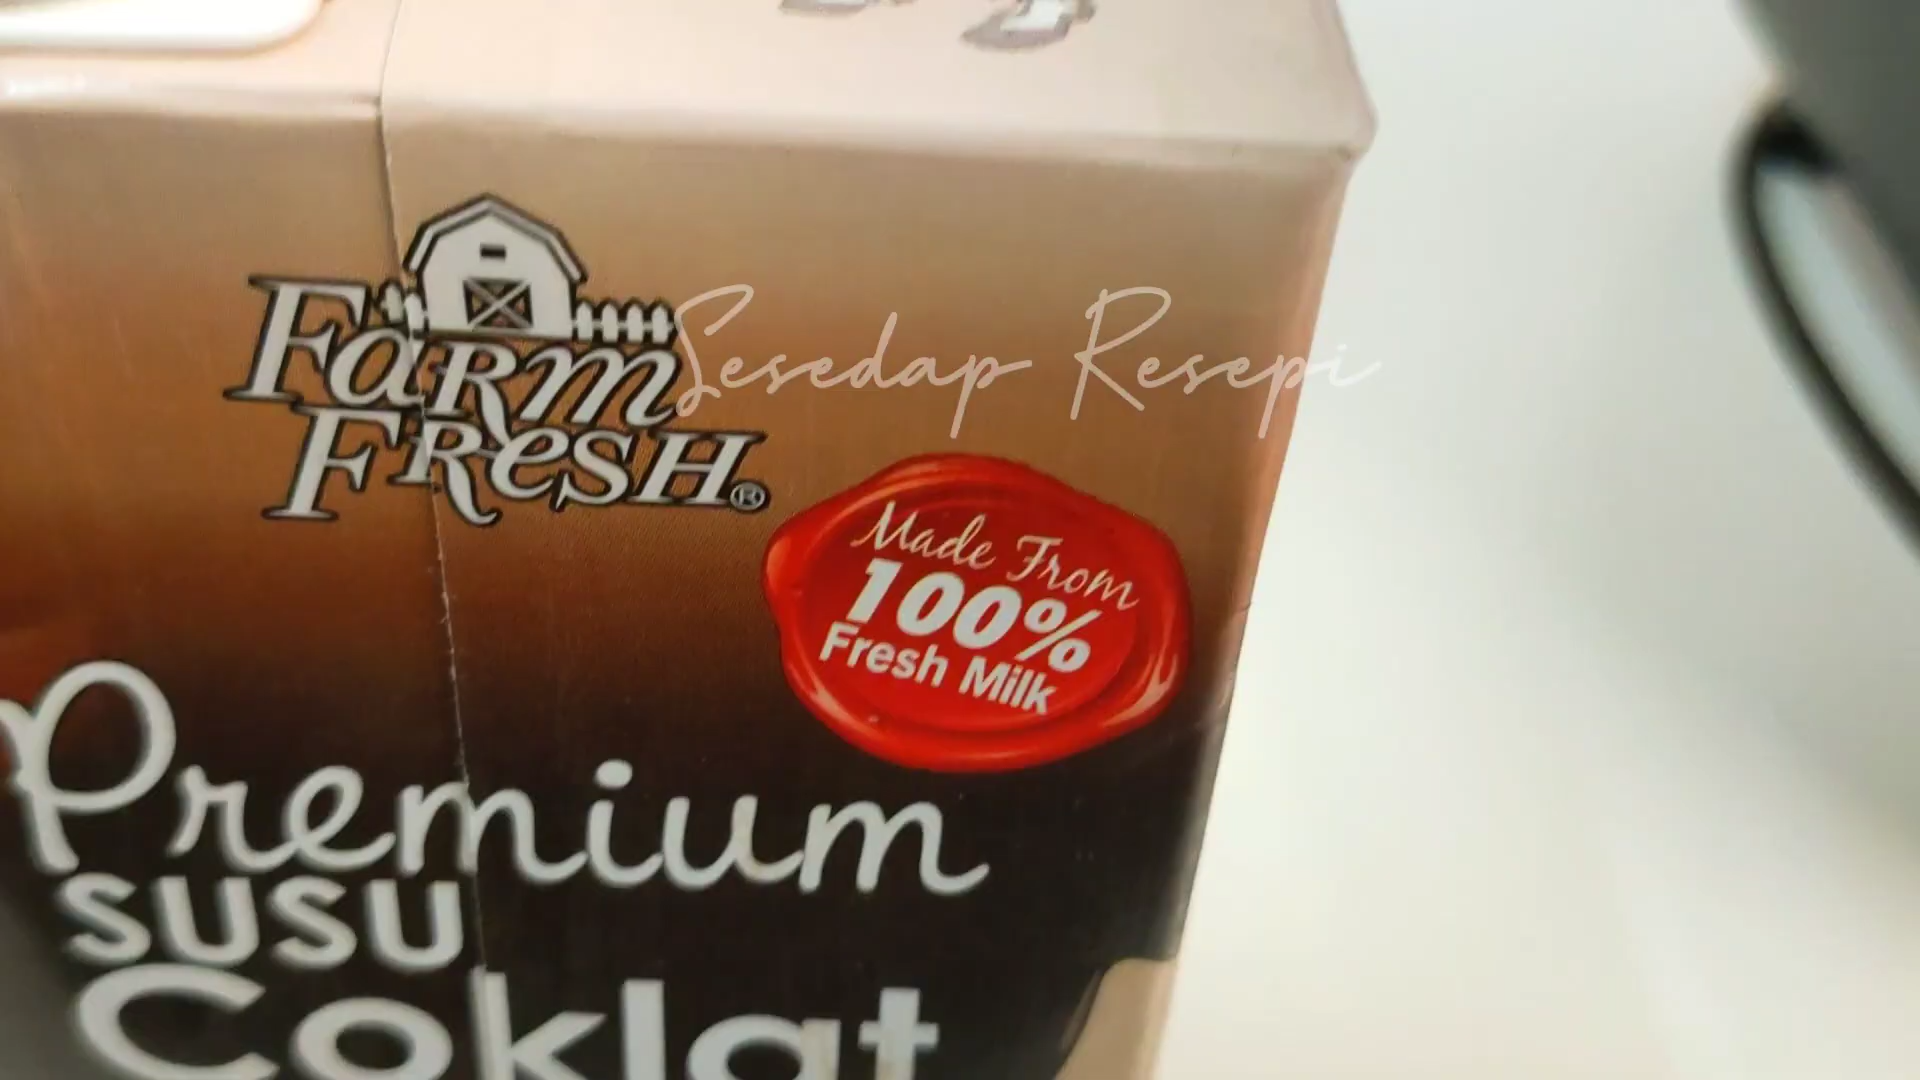 Farm
Fresh®
Sesedap Resepi
Made From
100%
Fresh Milk
Premium
susu
Coklat